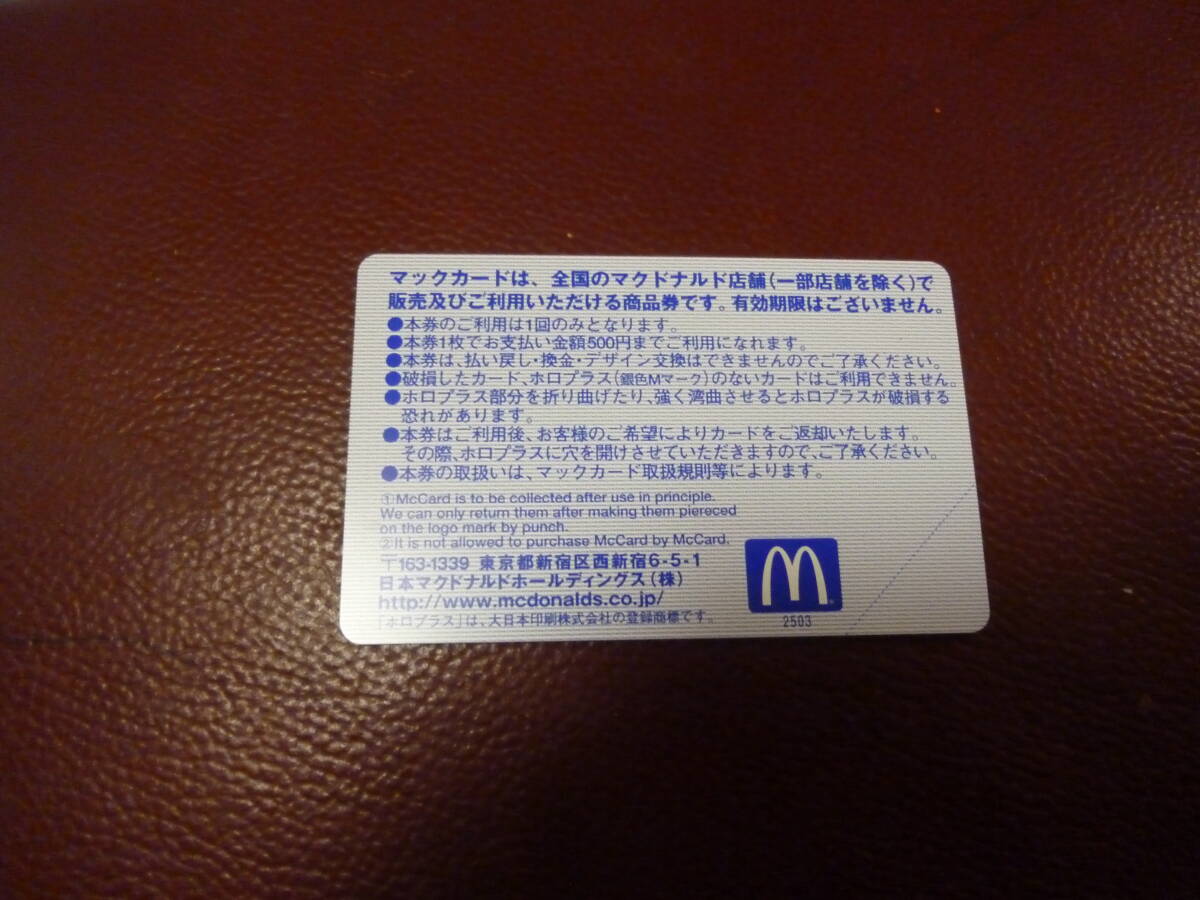 マックカードは、全国のマクドナルド店舗(一部店舗を除く)で
販売及びご利用いただける商品券です。有効期限はございません。
●本券のご利用は1回のみとなります。
●本券1枚でお支払い金額500円までご利用になれます。
●本券は、払い戻し・換金・デザイン交換はできませんのでご了承ください。
●破損したカード、ホロプラス(銀色Mマーク)のないカードはご利用できません。
●ホロプラス部分を折り曲げたり、強く湾曲させるとホロプラスが破損する
恐れがあります。
●本券はご利用後、お客様のご希望によりカードをご返却いたします。
その際、ホロプラスに穴を開けさせていただきますので、ご了承ください。
●本券の取扱いは、マックカード取扱規則等によります。
①McCard is to be collected after use in principle.
We can only return them after making them piereced
on the logo mark by punch.
②It is not allowed to purchase McCard by McCard.
〒163-1339 東京都新宿区西新宿6-5-1
日本マクドナルドホールディングス(株)
http://www.mcdonalds.co.jp/
「ホロプラス」は、大日本印刷株式会社の登録商標です。
2503